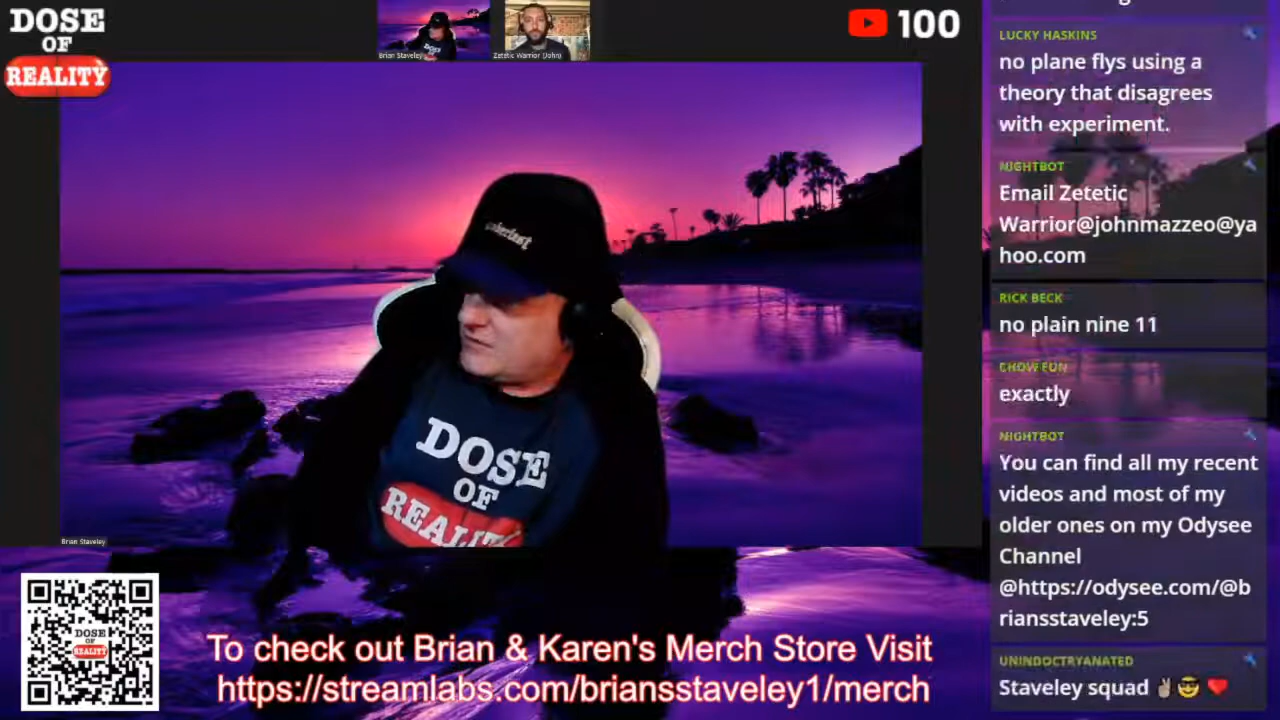 DOSE
OF
REALITY
Brian Staveley
Zetetic Warrior (John)
100
DOSE
OF
REALITY
Brian Staveley
DOSE
OF
REALITY
To check out Brian & Karen's Merch Store Visit
https://streamlabs.com/briansstaveley1/merch
LUCKY HASKINS
no plane flys using a
theory that disagrees
with experiment.
NIGHTBOT
Email Zetetic
Warrior@johnmazzeo@ya
hoo.com
RICK BECK
no plain nine 11
CHOW FUN
exactly
NIGHTBOT
You can find all my recent
videos and most of my
older ones on my Odysee
Channel
@https://odysee.com/@b
riansstaveley:5
UNINDOCTRYANATED
Staveley squad ✌🏽😎❤️